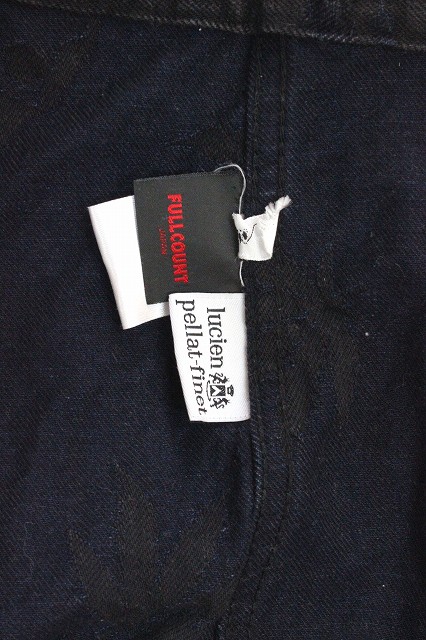 FULLCOUNT
JAPAN
lucien
pellat-finet